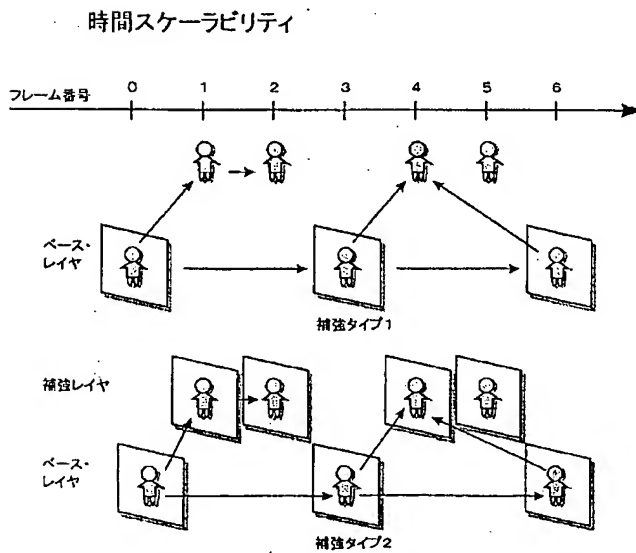 時間スケーラビリティ
フレーム番号
0 1 2 3 4 5 6
ベース・
レイヤ
補強タイプ1
補強レイヤ
ベース・
レイヤ
補強タイプ2